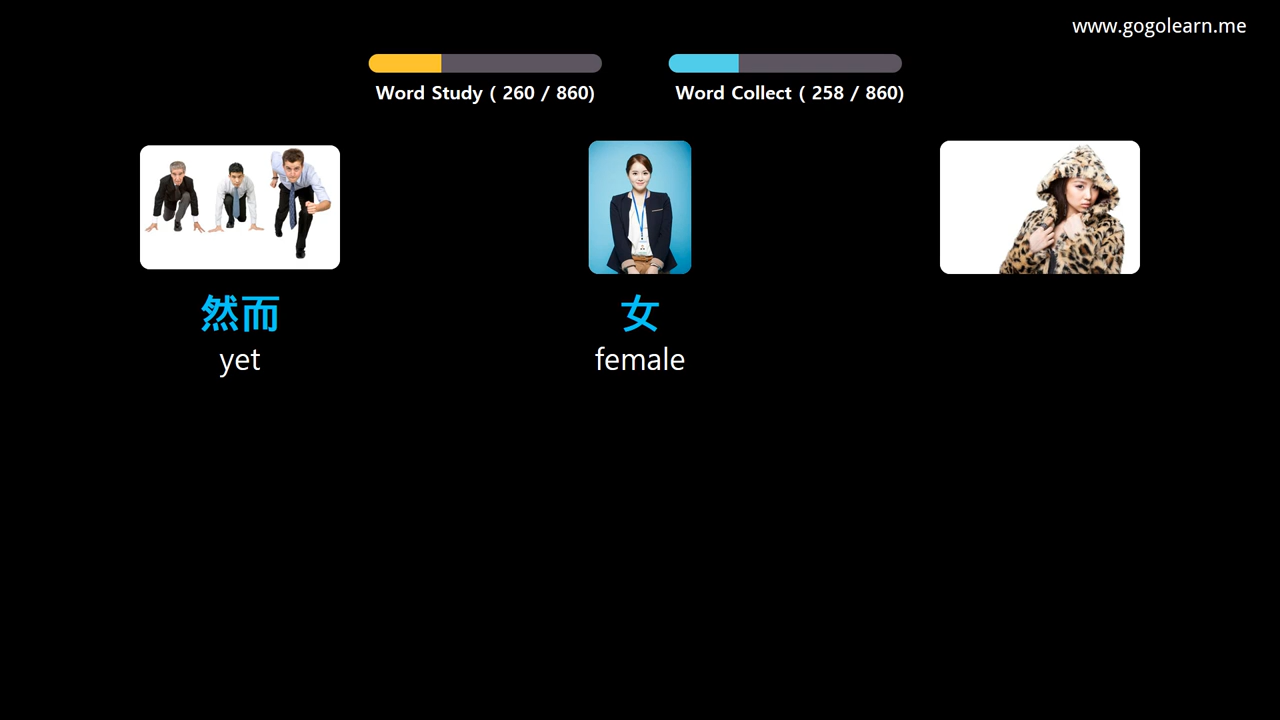 www.gogolearn.me
Word Study ( 260 / 860)
Word Collect ( 258 / 860)
然而
yet
女
female